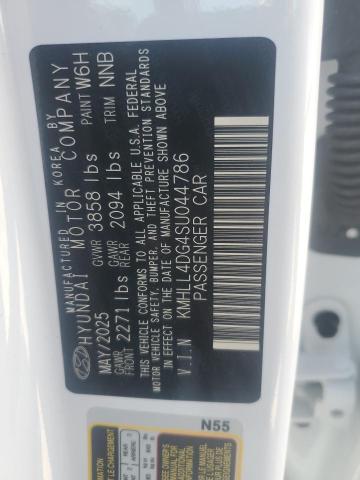 MANUFACTURED IN KOREA BY
HYUNDAI MOTOR COMPANY
MAY/2025 GVWR 3858 lbs PAINT W6H
GAWR FRONT 2271 lbs GAWR REAR 2094 lbs TRIM NNB
THIS VEHICLE CONFORMS TO ALL APPLICABLE U.S.A. FEDERAL
MOTOR VEHICLE SAFETY, BUMPER, AND THEFT PREVENTION
STANDARDS IN EFFECT ON THE DATE OF MANUFACTURE SHOWN ABOVE
V.I.N KMHLL4DG4SU044786
PASSENGER CAR
N55